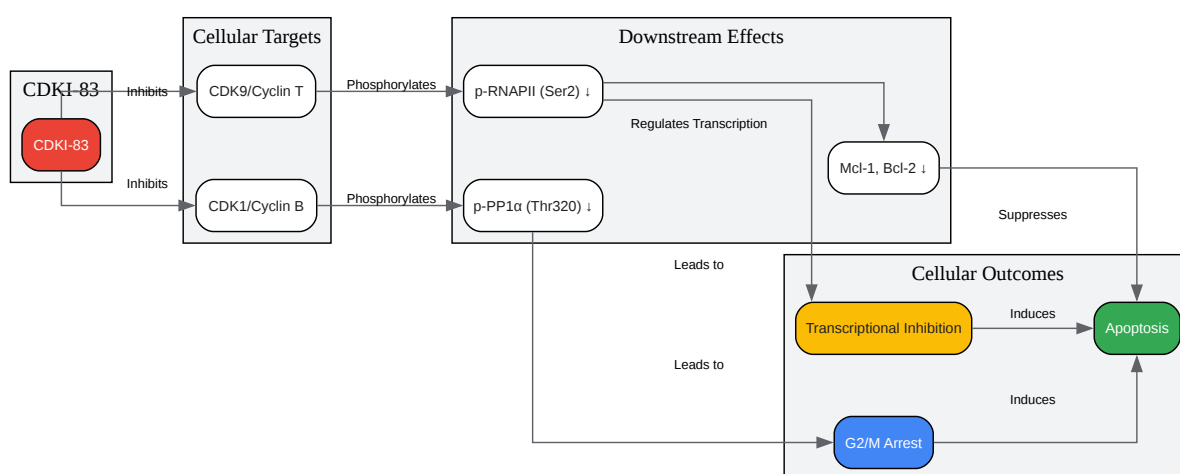 Cellular Targets
Downstream Effects
CDKI-83
Inhibits
CDK9/Cyclin T
Phosphorylates
p-RNAPII (Ser2) ↓
Regulates Transcription
CDKI-83
Mcl-1, Bcl-2 ↓
Inhibits
CDK1/Cyclin B
Phosphorylates
p-PP1α (Thr320) ↓
Suppresses
Leads to
Cellular Outcomes
Transcriptional Inhibition
Induces
Apoptosis
Leads to
Induces
G2/M Arrest